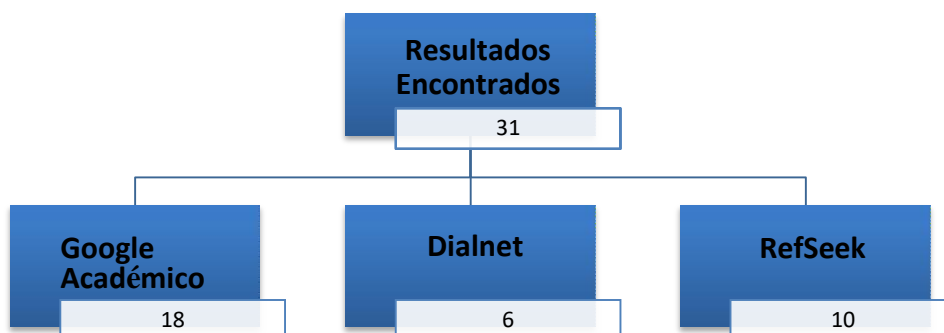 Resultados
Encontrados
31
Google
Académico
18
Dialnet
6
RefSeek
10